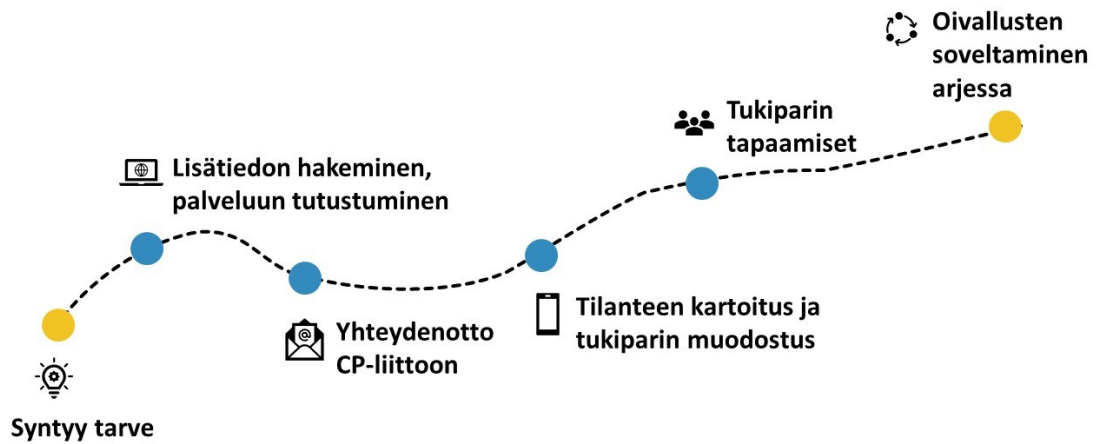 Syntyy tarve
Lisätiedon hakeminen,
palveluun tutustuminen
Yhteydenotto
CP-liittoon
Tilanteen kartoitus ja
tukiparin muodostus
Tukiparin
tapaamiset
Oivallusten
soveltaminen
arjessa